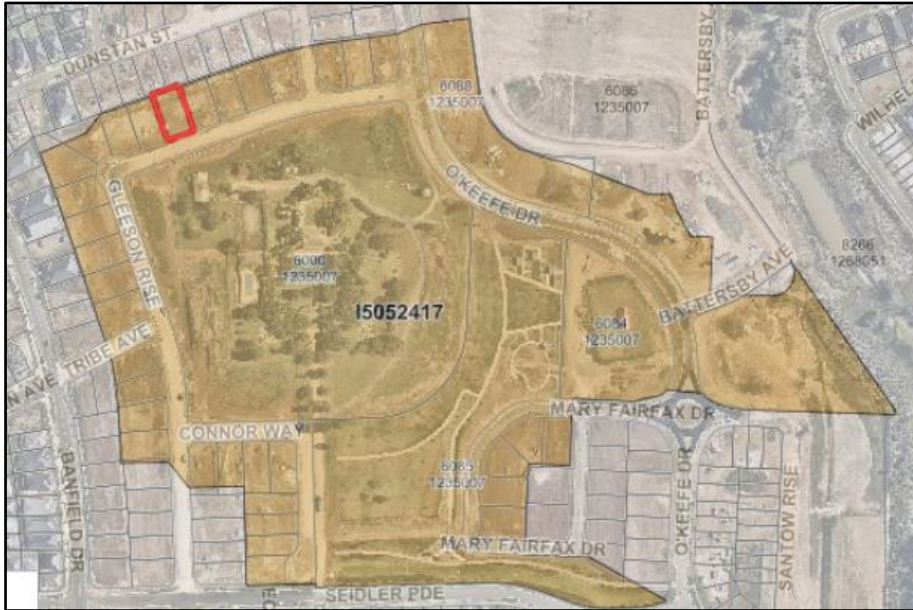 DUNSTAN ST
BATTERSBY
6088
1235007
6086
1235007
O'KEEFE DR
GLEESON RISE
8266
1268051
6090
1235007
I5052417
BATTERSBY AVE
6084
1235007
TRIBE AVE
N AVE
MARY FAIRFAX DR
CONNOR WAY
BANFIELD DR
6085
1235007
O'KEEFE DR
SANTOW RISE
MARY FAIRFAX DR
SEIDLER PDE